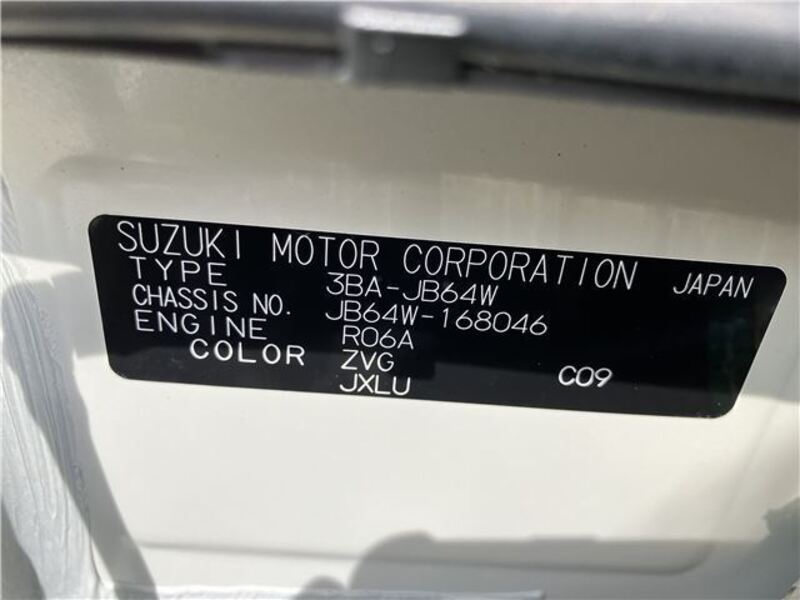 SUZUKI MOTOR CORPORATION JAPAN
TYPE 3BA-JB64W
CHASSIS NO. JB64W-168046
ENGINE R06A
COLOR ZVG C09
JXLU